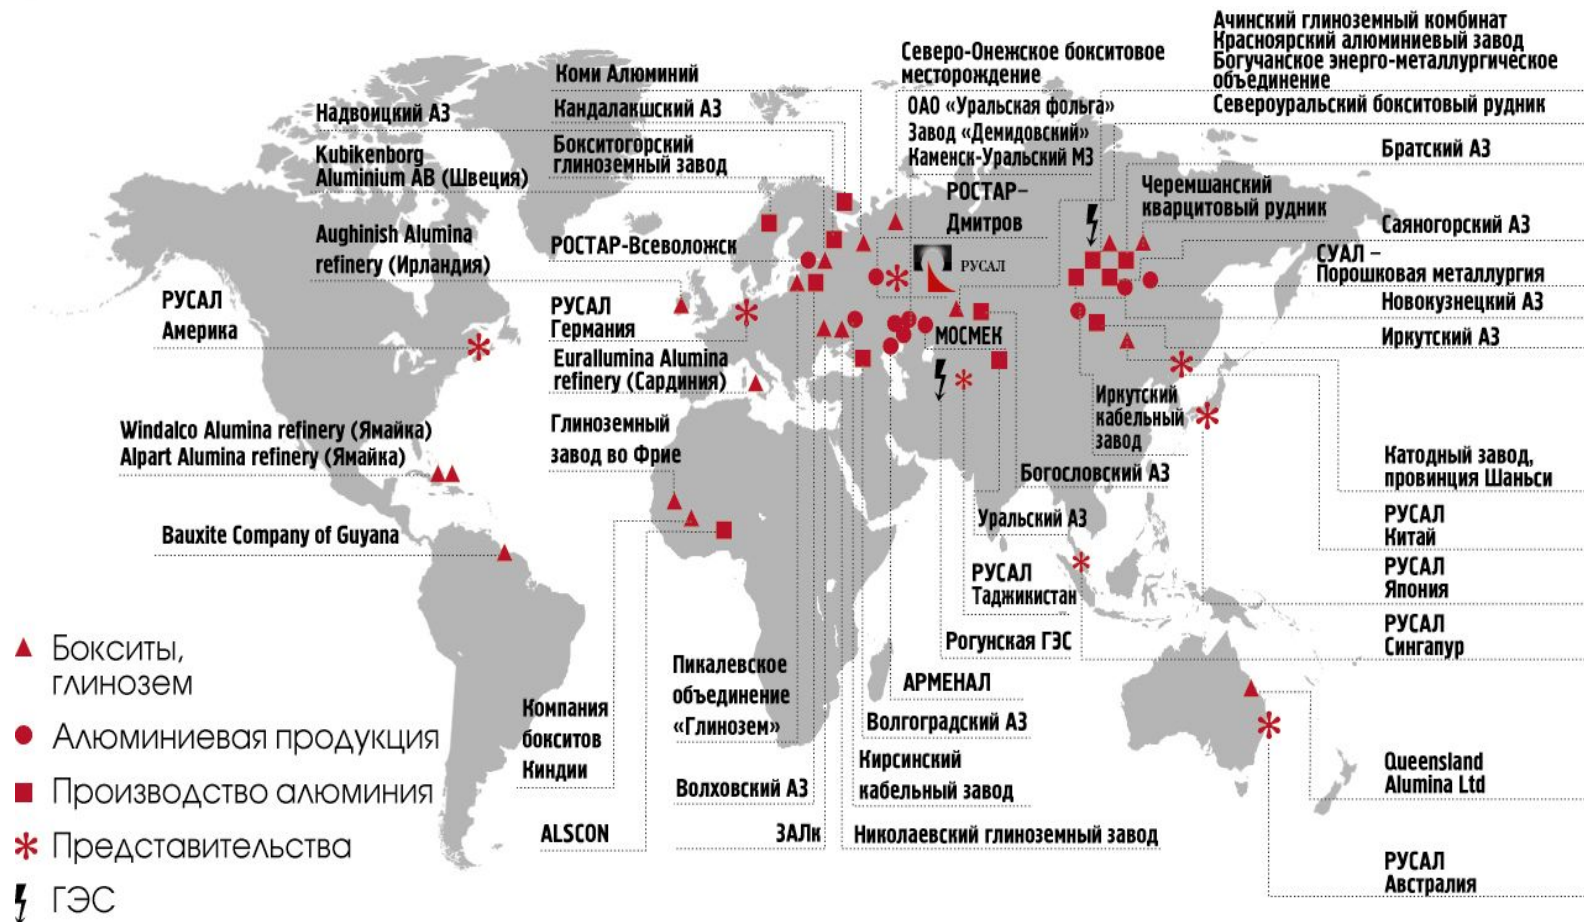 Ачинский глиноземный комбинат
Красноярский алюминиевый завод
Богучанское энерго-металлургическое
объединение
Североуральский бокситовый рудник
Северо-Онежское бокситовое
месторождение
Коми Алюминий
Кандалакшский АЗ
Надвоицкий АЗ
ОАО «Уральская фольга»
Завод «Демидовский»
Каменск-Уральский МЗ
Бокситогорский
глиноземный завод
Kubikenborg
Aluminium AB (Швеция)
Братский АЗ
Черемшанский
кварцитовый рудник
РОСТАР–
Дмитров
Саяногорский АЗ
Aughinish Alumina
refinery (Ирландия)
РОСТАР-Всеволожск
РУСАЛ
СУАЛ –
Порошковая металлургия
РУСАЛ
Америка
РУСАЛ
Германия
Новокузнецкий АЗ
МОСМЕК
Иркутский АЗ
Eurallumina Alumina
refinery (Сардиния)
Иркутский
кабельный
завод
Windalco Alumina refinery (Ямайка)
Alpart Alumina refinery (Ямайка)
Глиноземный
завод во Фрие
Богословский АЗ
Катодный завод,
провинция Шаньси
Bauxite Company of Guyana
Уральский АЗ
РУСАЛ
Китай
РУСАЛ
Таджикистан
РУСАЛ
Япония
Рогунская ГЭС
РУСАЛ
Сингапур
Пикалевское
объединение
«Глинозем»
АРМЕНАЛ
Компания
бокситов
Киндии
Волгоградский АЗ
Кирсинский
кабельный завод
Волховский АЗ
Queensland
Alumina Ltd
ALSCON
ЗАЛк
Николаевский глиноземный завод
РУСАЛ
Австралия
Бокситы,
глинозем
Алюминиевая продукция
Производство алюминия
Представительства
ГЭС